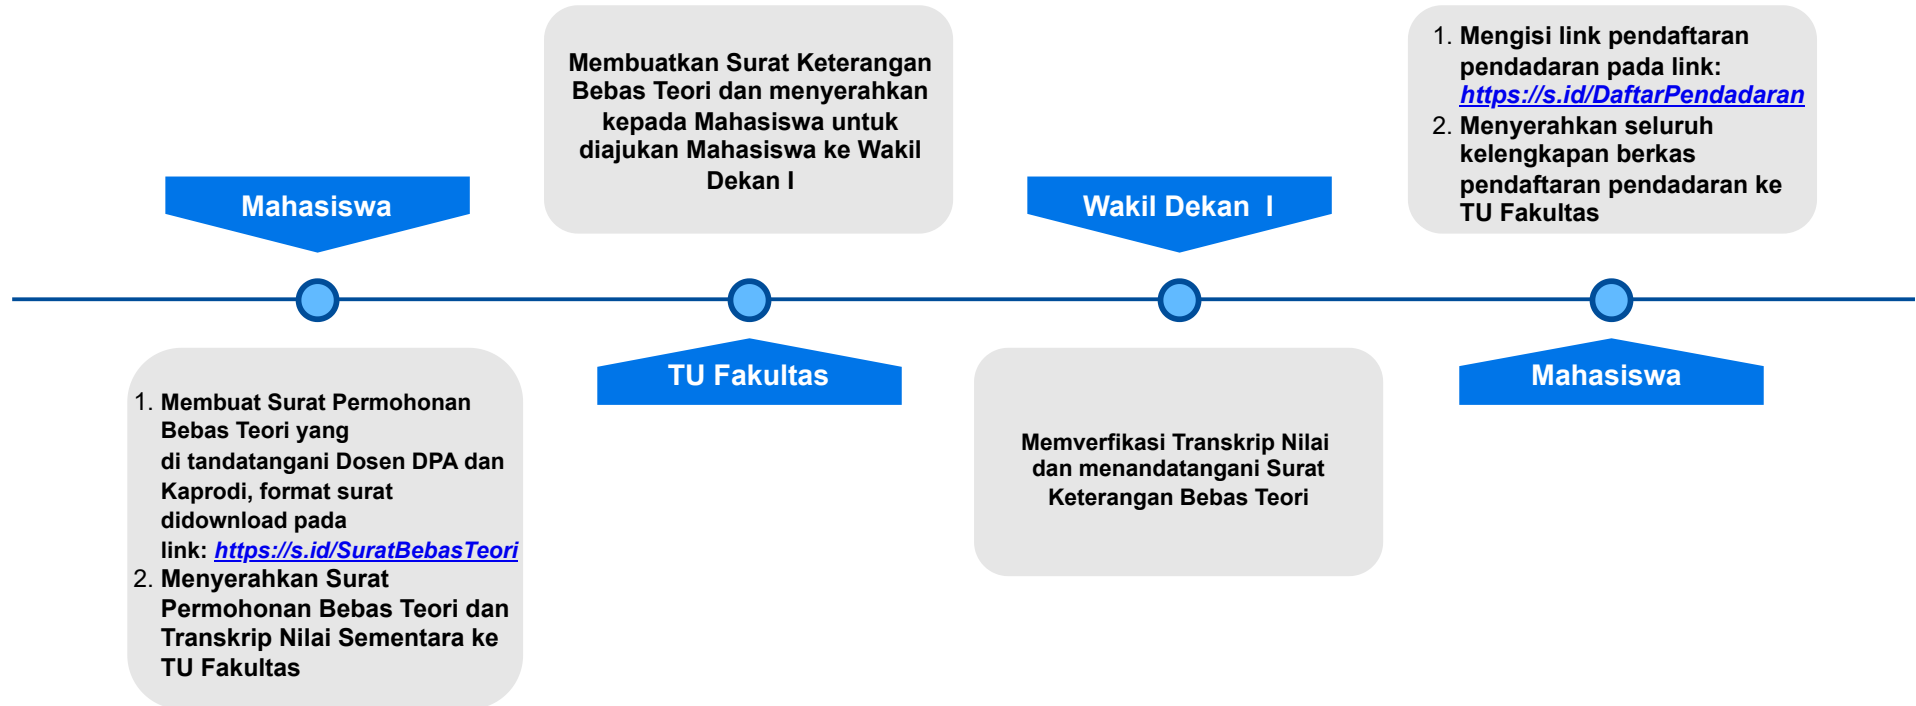 Mahasiswa
1. Membuat Surat Permohonan
Bebas Teori yang
di tandatangani Dosen DPA dan
Kaprodi, format surat
didownload pada
link: https://s.id/SuratBebasTeori
2. Menyerahkan Surat
Permohonan Bebas Teori dan
Transkrip Nilai Sementara ke
TU Fakultas
Membuatkan Surat Keterangan
Bebas Teori dan menyerahkan
kepada Mahasiswa untuk
diajukan Mahasiswa ke Wakil
Dekan I
TU Fakultas
Wakil Dekan I
Memverfikasi Transkrip Nilai
dan menandatangani Surat
Keterangan Bebas Teori
1. Mengisi link pendaftaran
pendadaran pada link:
https://s.id/DaftarPendadaran
2. Menyerahkan seluruh
kelengkapan berkas
pendaftaran pendadaran ke
TU Fakultas
Mahasiswa